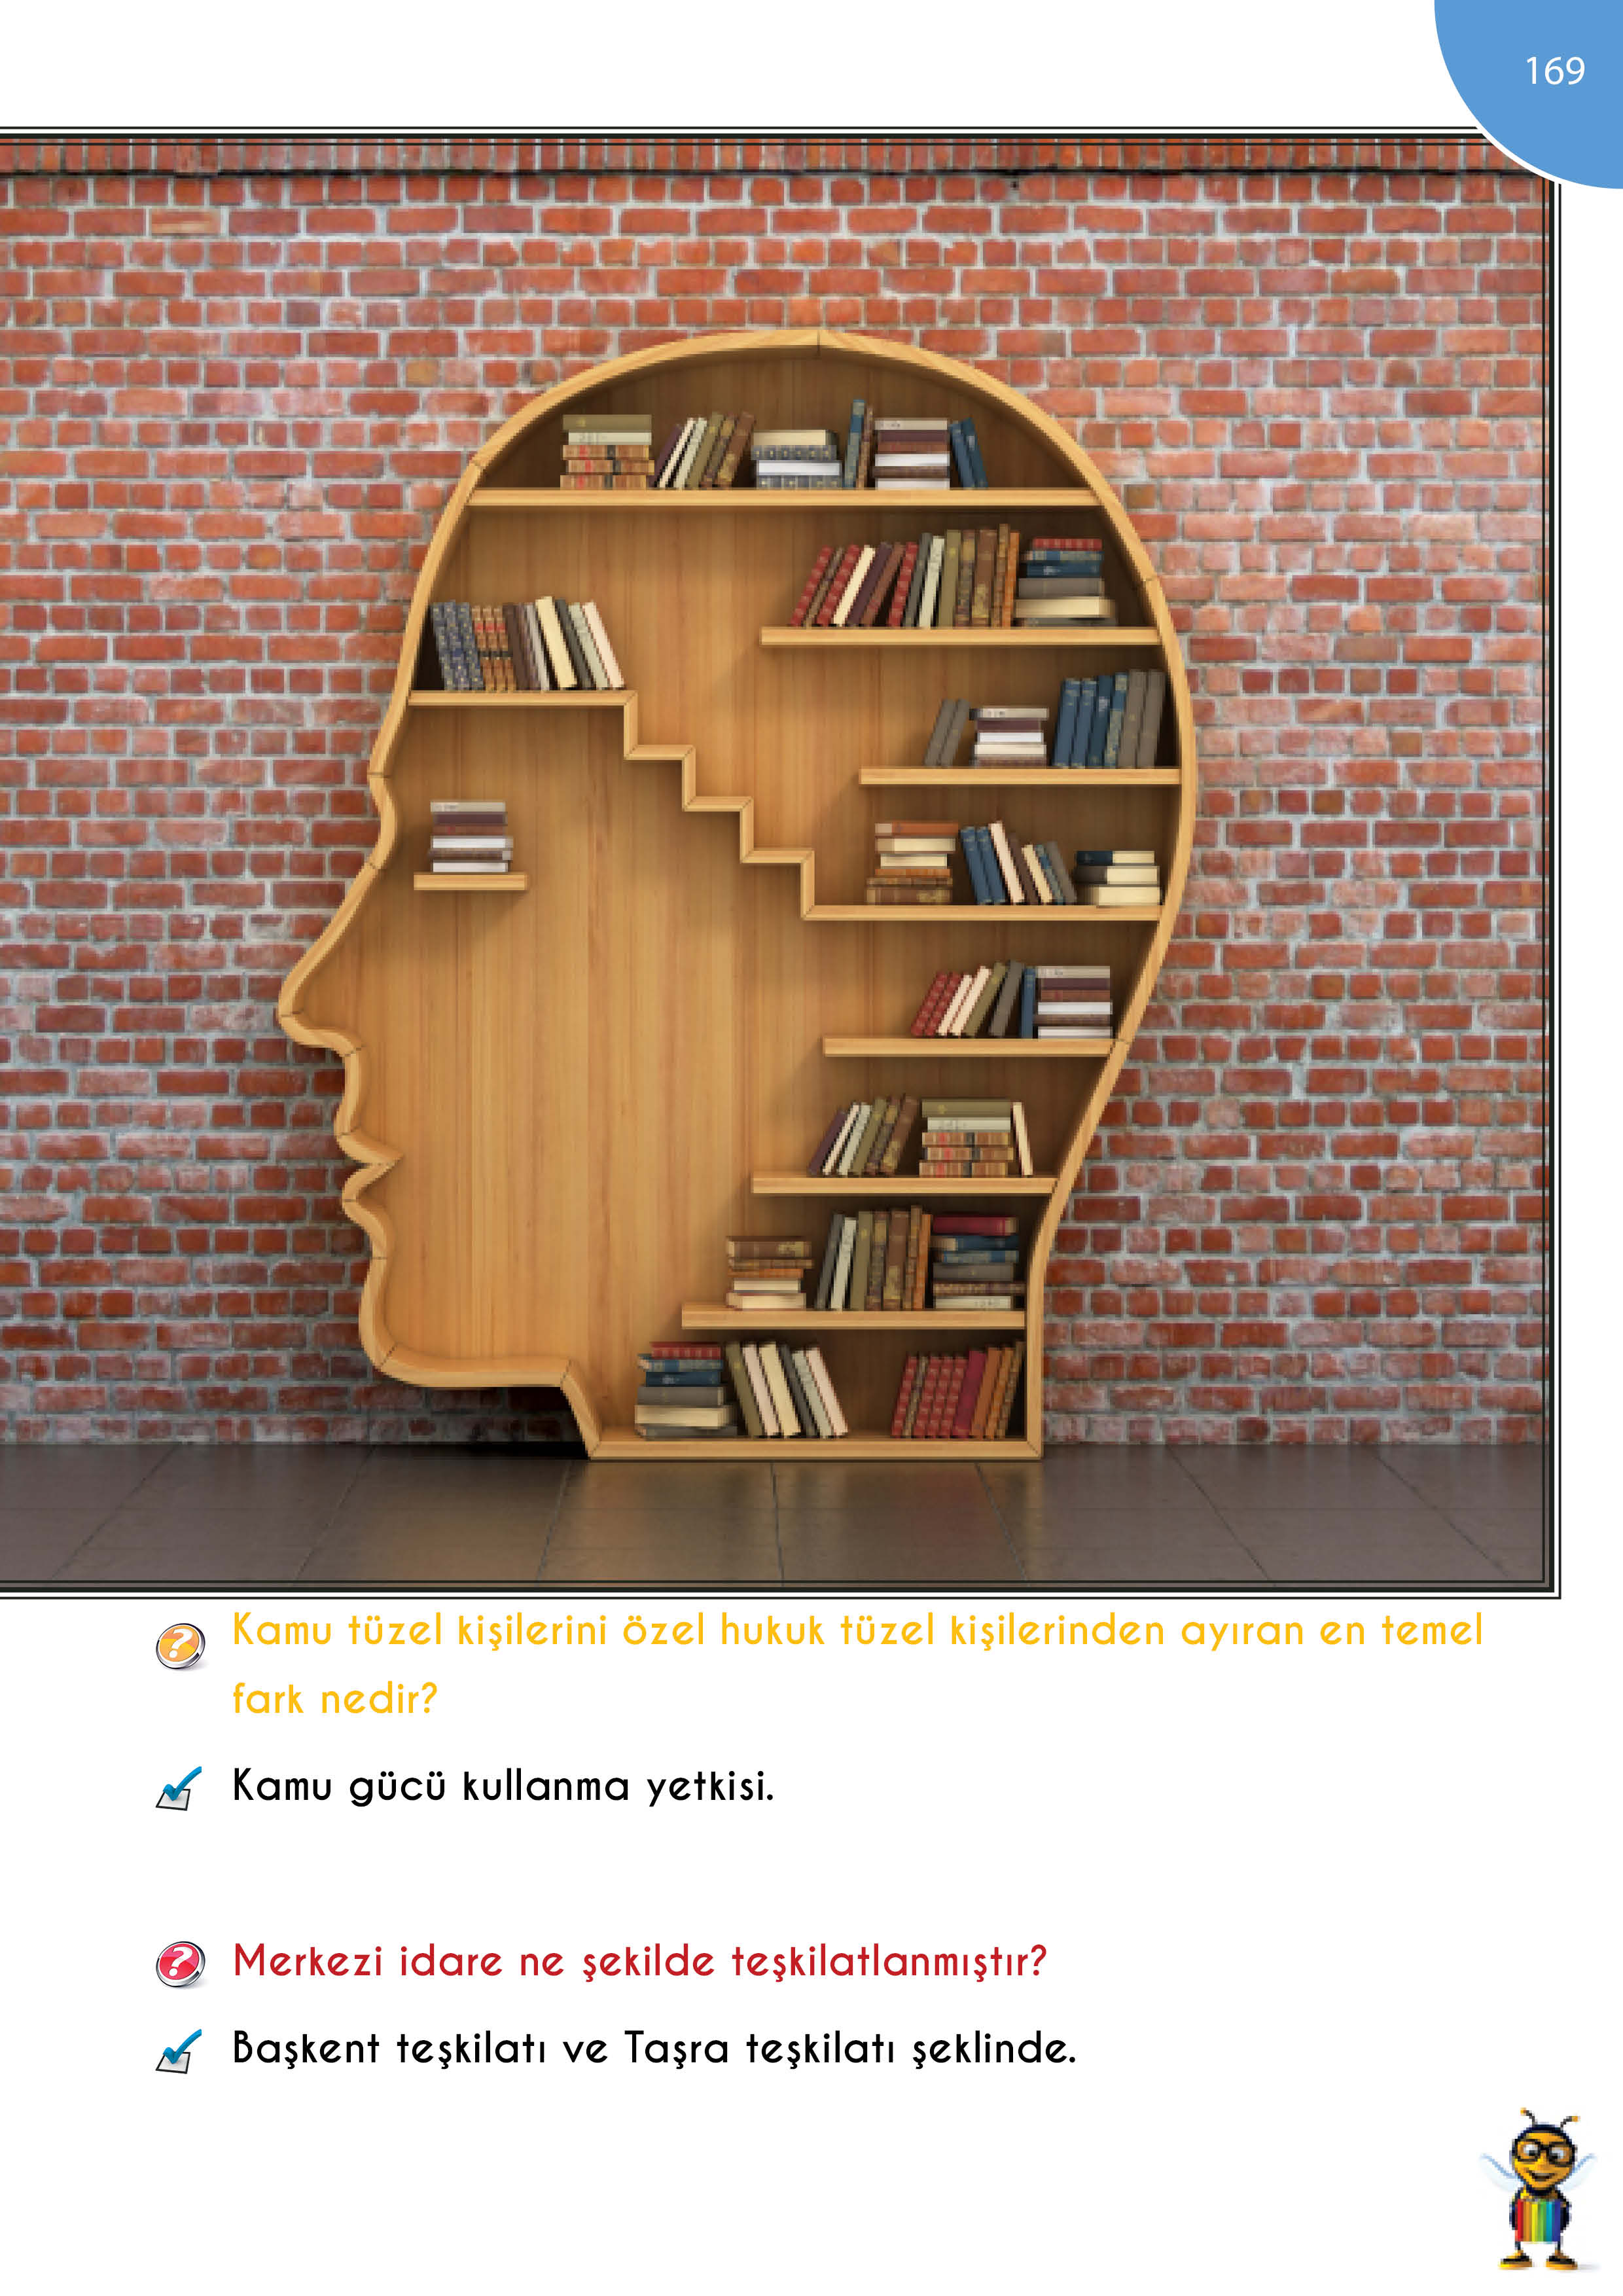 169
Kamu tüzel kişilerini özel hukuk tüzel kişilerinden ayıran en temel
fark nedir?
Kamu gücü kullanma yetkisi.
Merkezi idare ne şekilde teşkilatlanmıştır?
Başkent teşkilatı ve Taşra teşkilatı şeklinde.